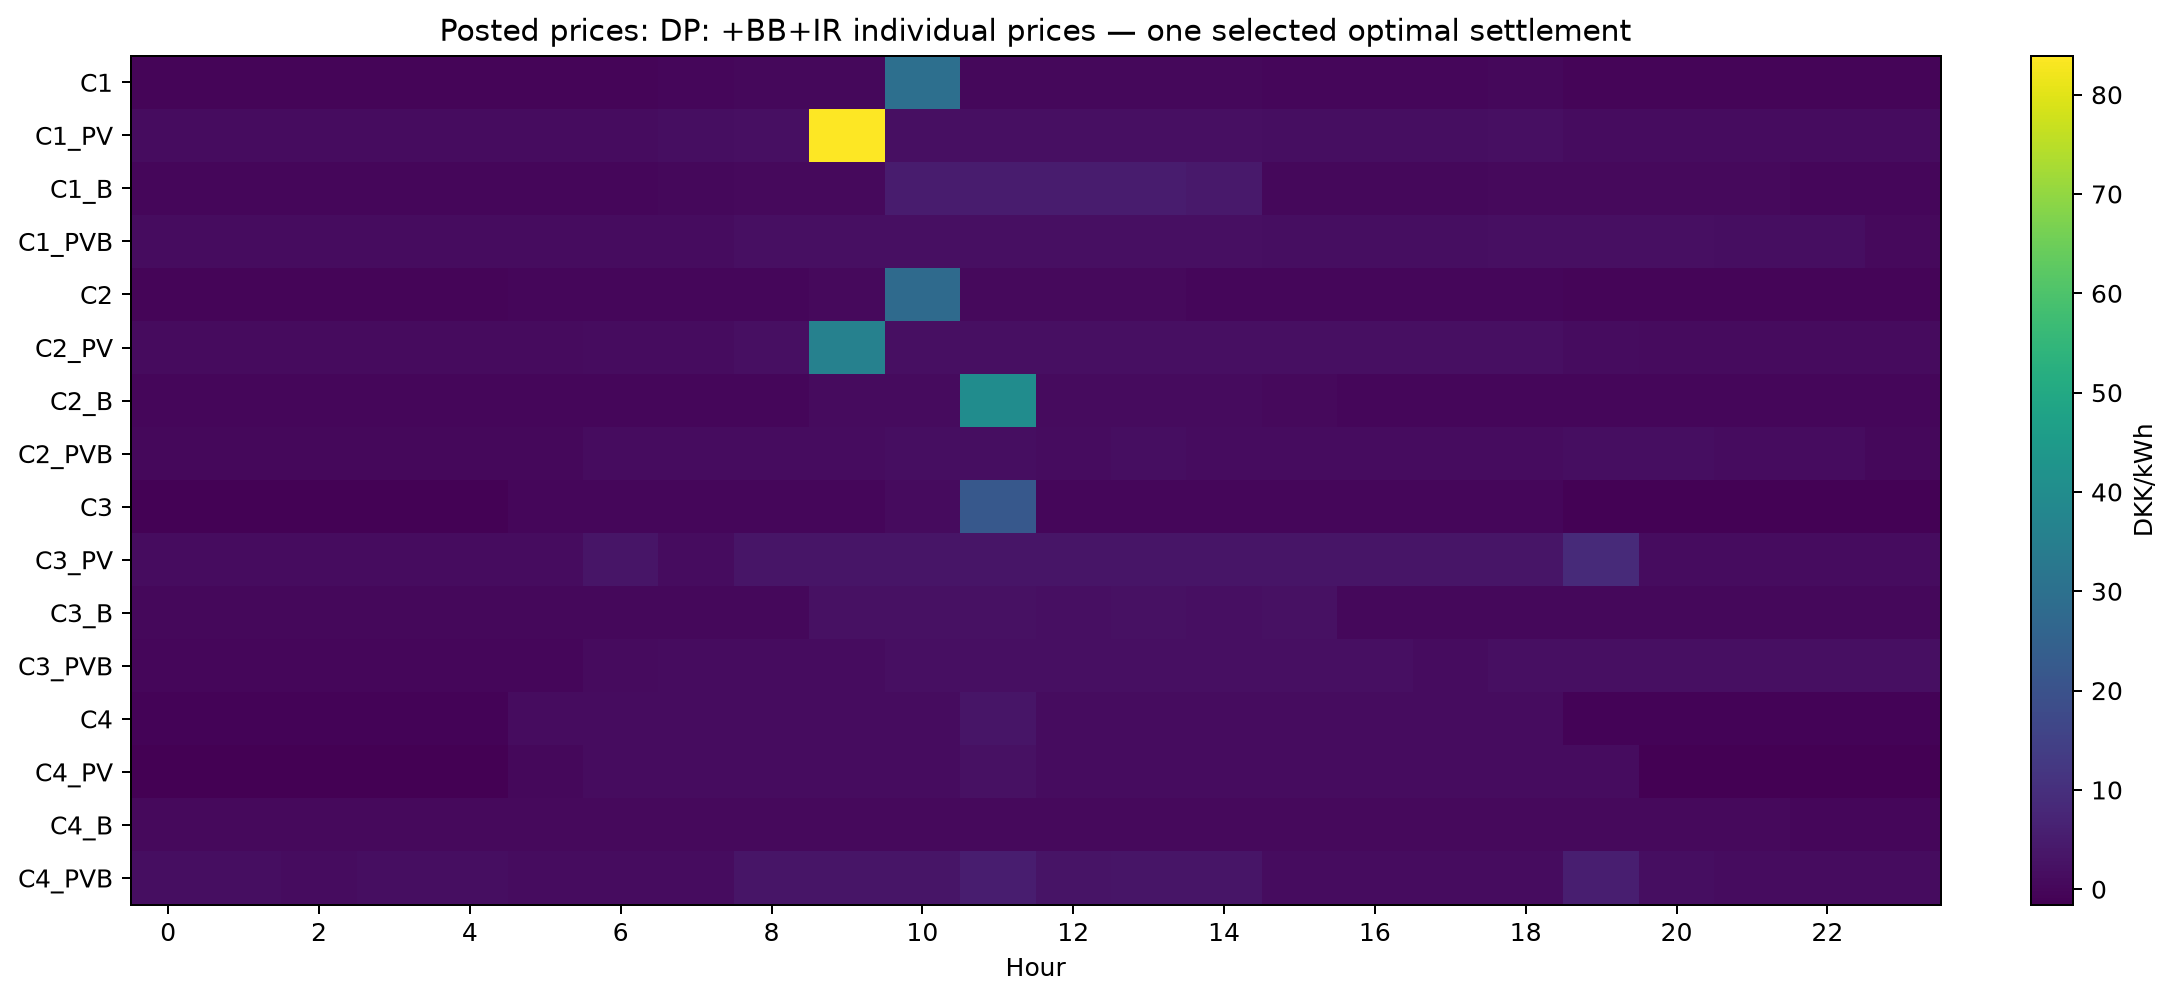 Posted prices: DP: +BB+IR individual prices — one selected optimal settlement
C1
C1_PV
C1_B
C1_PVB
C2
C2_PV
C2_B
C2_PVB
C3
C3_PV
C3_B
C3_PVB
C4
C4_PV
C4_B
C4_PVB
0 2 4 6 8 10 12 14 16 18 20 22
Hour
80
70
60
50
40
30
20
10
0
DKK/kWh